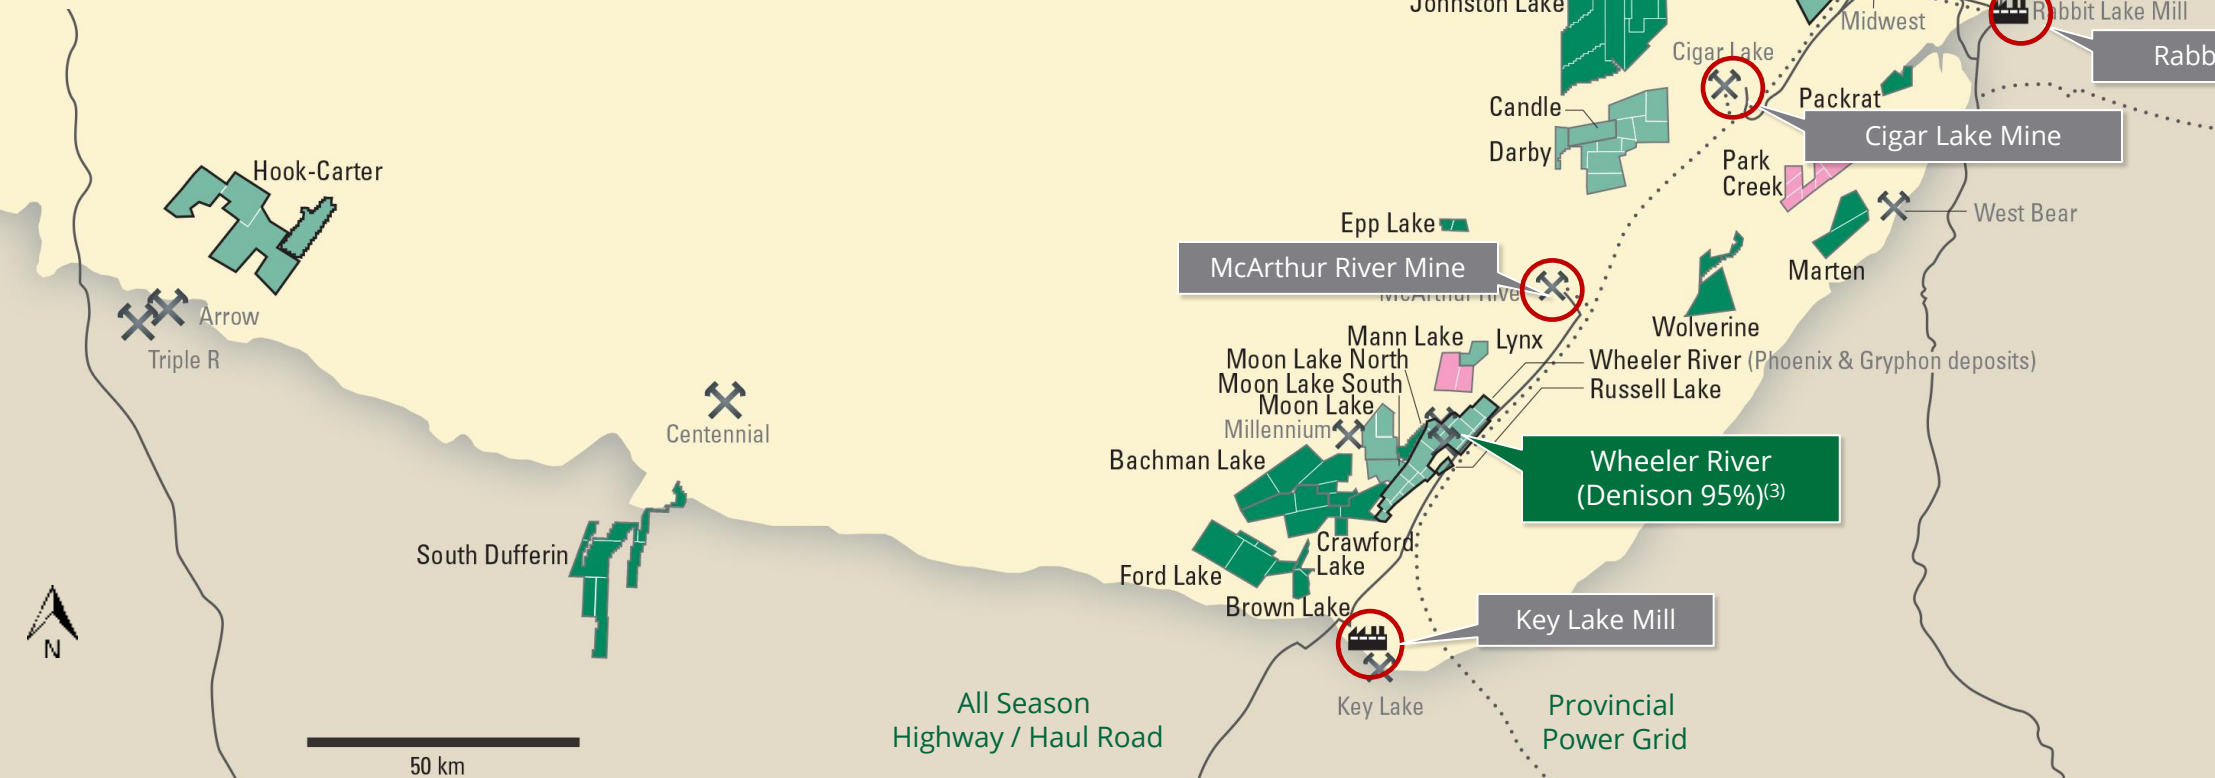 Johnston Lake
Midwest
Rabbit Lake Mill
Rabb
Cigar Lake
Candle
Packrat
Cigar Lake Mine
Darby
Park
Creek
Hook-Carter
West Bear
Epp Lake
McArthur River Mine
Marten
McArthur Rive
Arrow
Wolverine
Triple R
Mann Lake
Lynx
Moon Lake North
Wheeler River (Phoenix & Gryphon deposits)
Moon Lake South
Russell Lake
Moon Lake
Millennium
Centennial
Bachman Lake
Wheeler River
(Denison 95%)(3)
South Dufferin
Crawford
Lake
Ford Lake
Brown Lake
Key Lake Mill
N
Key Lake
All Season
Highway / Haul Road
Provincial
Power Grid
50 km